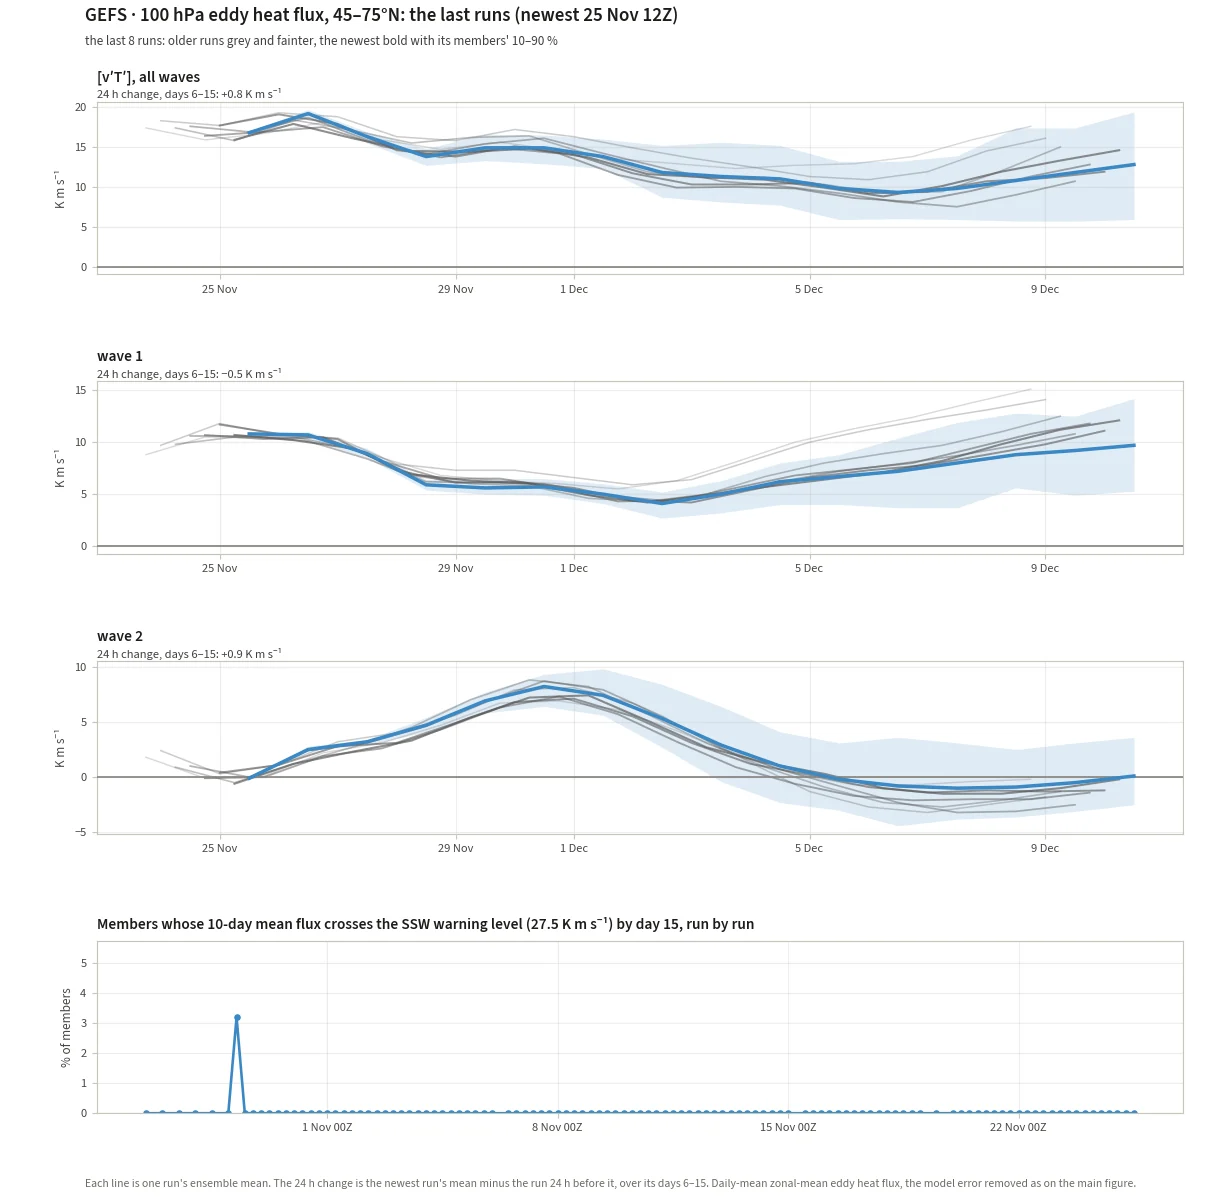 GEFS · 100 hPa eddy heat flux, 45–75°N: the last runs (newest 25 Nov 12Z)
the last 8 runs: older runs grey and fainter, the newest bold with its members' 10–90 %
[v′T′], all waves
24 h change, days 6–15: +0.8 K m s⁻¹
20
15
10
5
0
K m s⁻¹
25 Nov
29 Nov
1 Dec
5 Dec
9 Dec
wave 1
24 h change, days 6–15: −0.5 K m s⁻¹
15
10
5
0
K m s⁻¹
25 Nov
29 Nov
1 Dec
5 Dec
9 Dec
wave 2
24 h change, days 6–15: +0.9 K m s⁻¹
10
5
0
−5
K m s⁻¹
25 Nov
29 Nov
1 Dec
5 Dec
9 Dec
Members whose 10-day mean flux crosses the SSW warning level (27.5 K m s⁻¹) by day 15, run by run
5
4
3
2
1
0
% of members
1 Nov 00Z
8 Nov 00Z
15 Nov 00Z
22 Nov 00Z
Each line is one run's ensemble mean. The 24 h change is the newest run's mean minus the run 24 h before it, over its days 6–15. Daily-mean zonal-mean eddy heat flux, the model error removed as on the main figure.